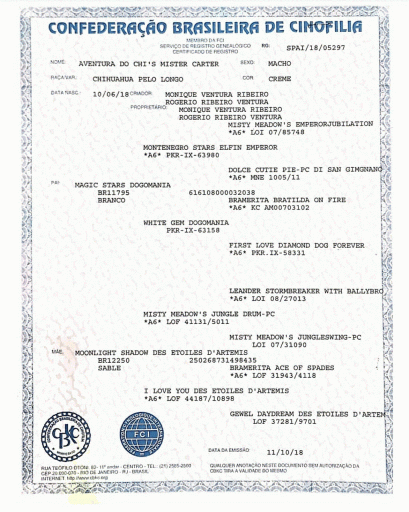 CONFEDERAÇÃO BRASILEIRA DE CINOFILIA
MEMBRO DA FCI
SERVIÇO DE REGISTRO GENEALÓGICO
CERTIFICADO DE REGISTRO
RG: SPAI/18/05297
NOME: AVENTURA DO CHI'S MISTER CARTER SEXO: MACHO
RAÇA/VAR. CHIHUAHUA PELO LONGO COR CREME
DATA NASC.: 10/06/18 CRIADOR: MONIQUE VENTURA RIBEIRO
ROGERIO RIBEIRO VENTURA
PROPRIETÁRIO: MONIQUE VENTURA RIBEIRO
ROGERIO RIBEIRO VENTURA
MISTY MEADOW'S EMPERORJUBILATION
*A6* LOI 07/85748
MONTENEGRO STARS ELFIN EMPEROR
*A6* PKR-IX-63980
DOLCE CUTIE PIE-PC DI SAN GIMGNANO
*A6* MNE 1005/11
PAI MAGIC STARS DOGOMANIA
BR11795 616108000032038
BRANCO BRAMERITA BRATILDA ON FIRE
*A6* KC AM00703102
WHITE GEM DOGOMANIA
PKR-IX-63158
FIRST LOVE DIAMOND DOG FOREVER
*A6* PKR.IX-58331
LEANDER STORMBREAKER WITH BALLYBRO
*A6* LOI 08/27013
MISTY MEADOW'S JUNGLE DRUM-PC
*A6* LOF 41131/5011
MISTY MEADOW'S JUNGLESWING-PC
LOI 07/31090
MÃE MOONLIGHT SHADOW DES ETOILES D'ARTEMIS
BR12250 250268731498435
SABLE BRAMERITA ACE OF SPADES
*A6* LOF 31943/4118
I LOVE YOU DES ETOILES D'ARTEMIS
*A6* LOF 44187/10898
GEWEL DAYDREAM DES ETOILES D'ARTEM
LOF 37281/9701
CBKC
FCI
DATA DA EMISSÃO 11/10/18
RUA TEÓFILO OTONI, 82- 11º andar - CENTRO - TEL.: (21) 2505-2000
CEP 20.090-070 - RIO DE JANEIRO - RJ - BRASIL
INTERNET: http://www.cbkc.org
QUALQUER ANOTAÇÃO NESTE DOCUMENTO SEM AUTORIZAÇÃO DA
CBKC TIRA A VALIDADE DO MESMO